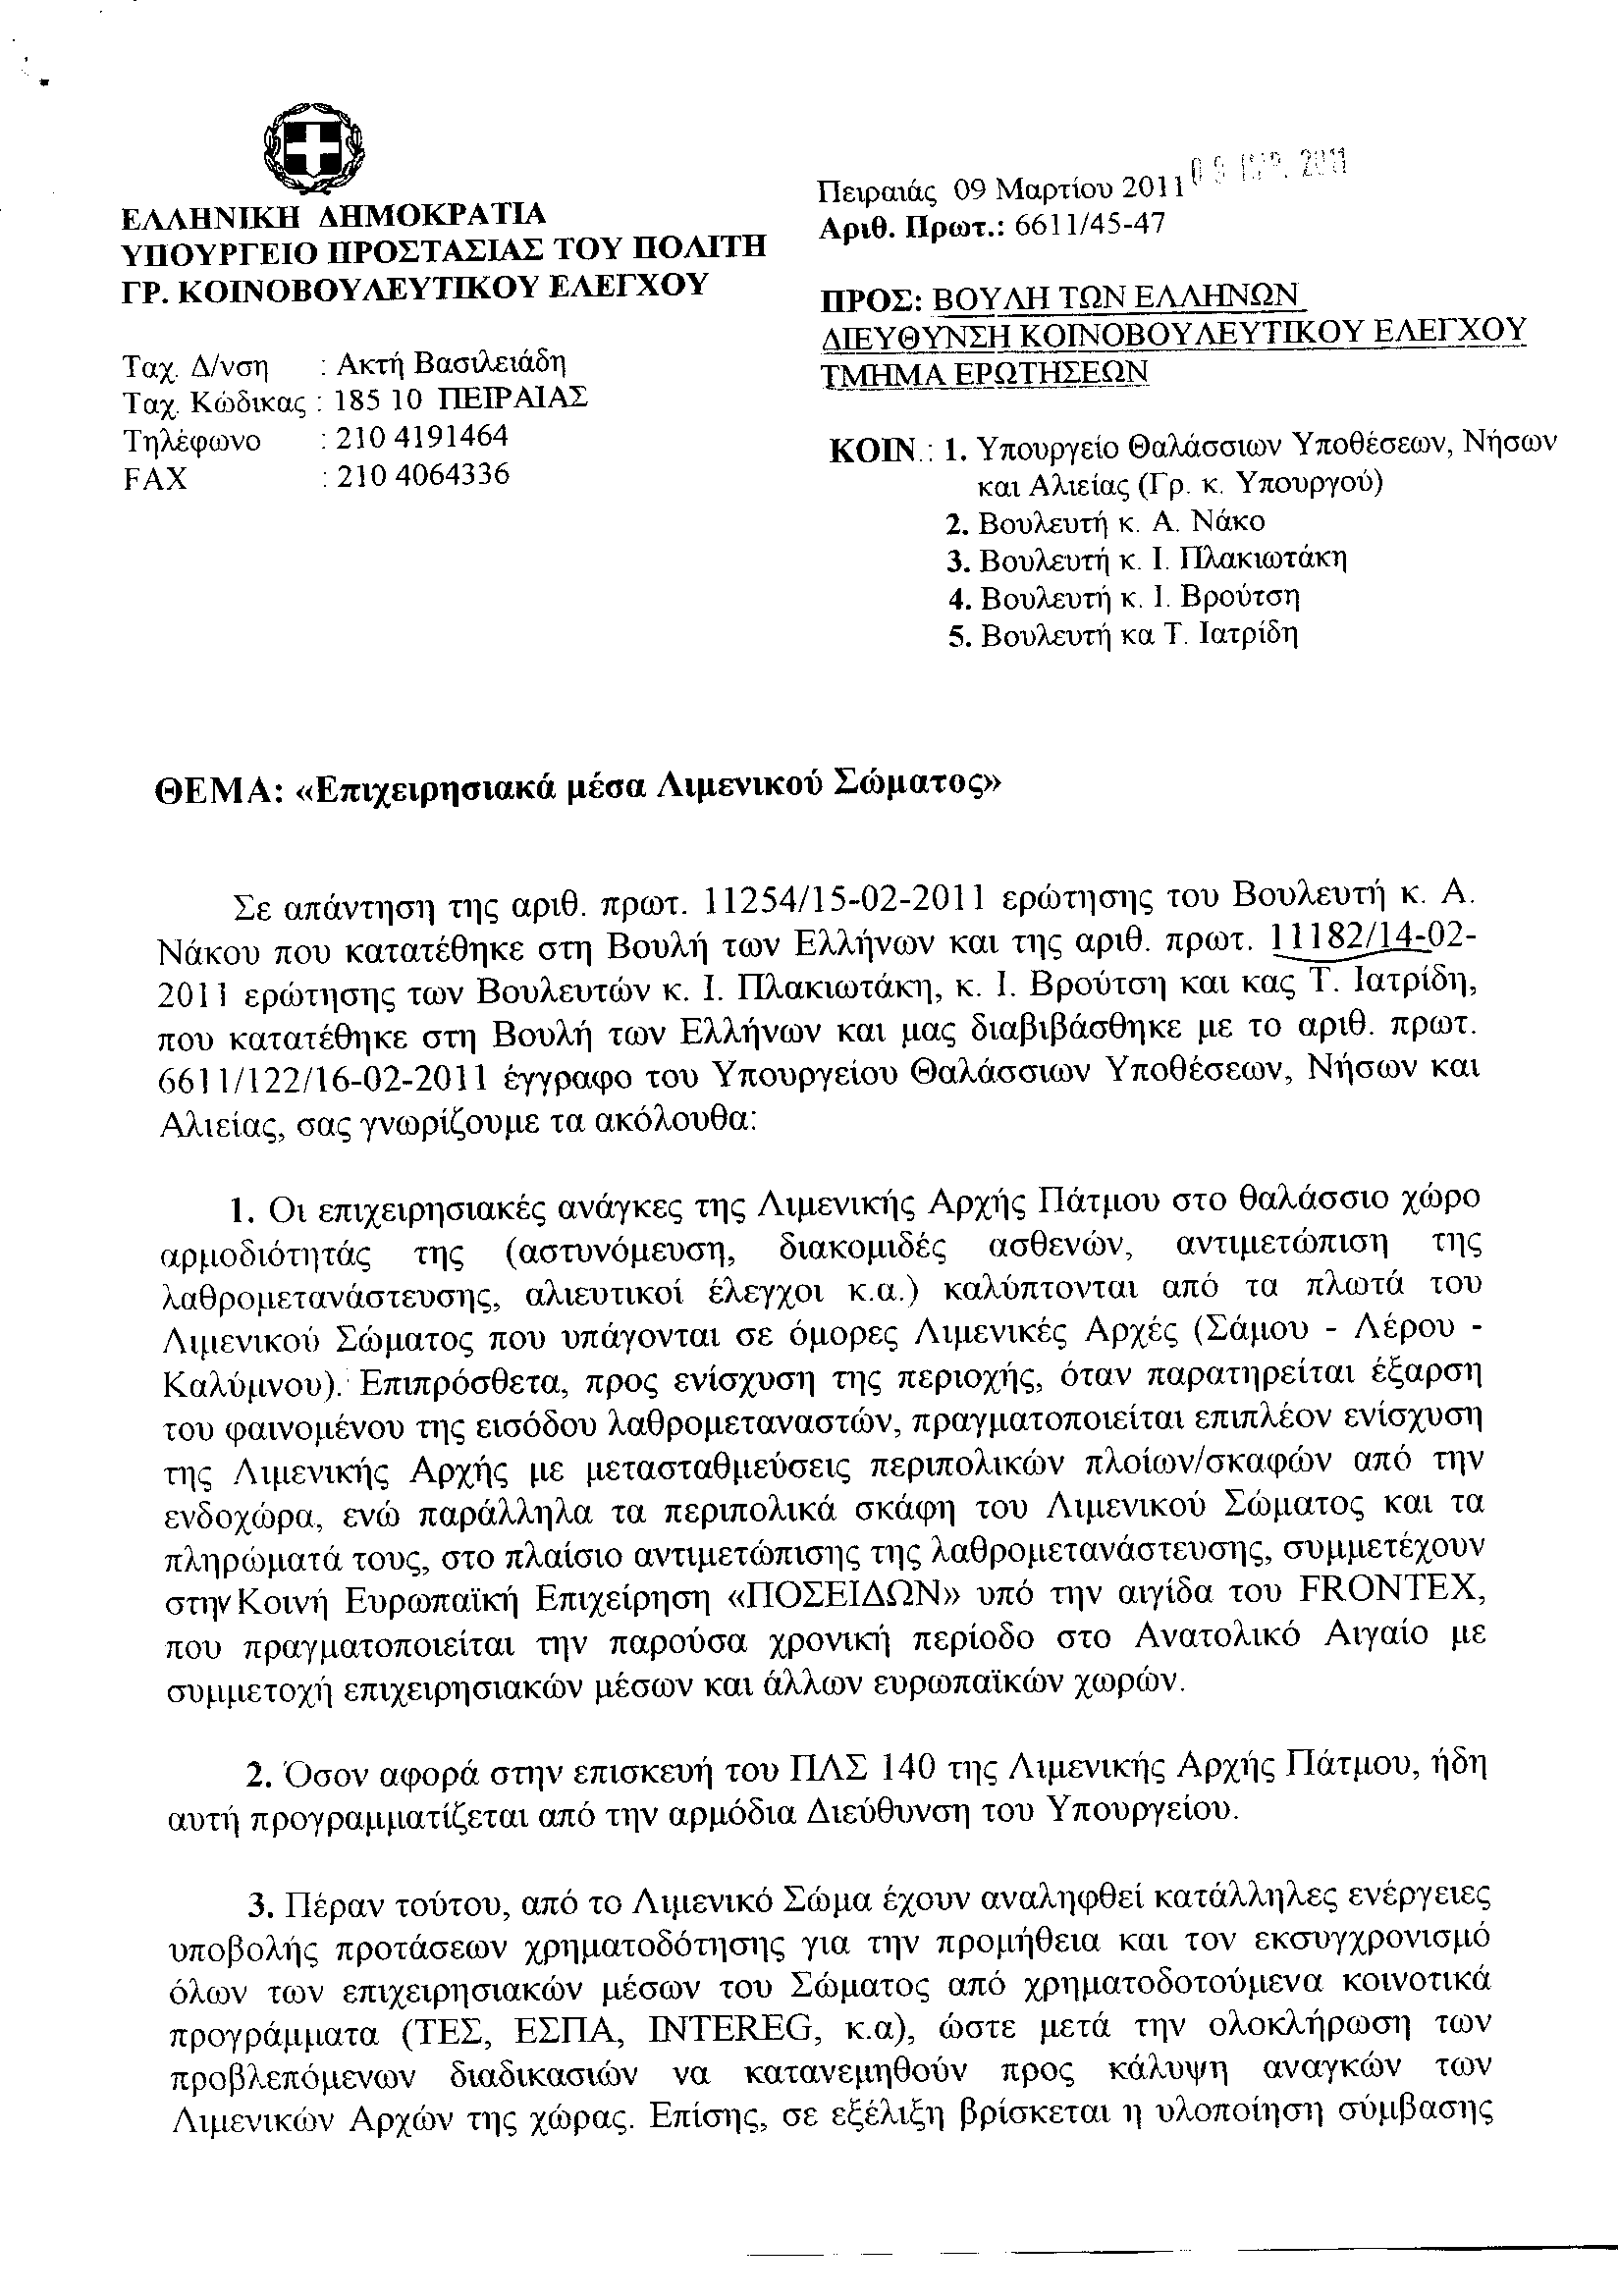 ΕΛΛΗΝΙΚΗ ΔΗΜΟΚΡΑΤΙΑ
ΥΠΟΥΡΓΕΙΟ ΠΡΟΣΤΑΣΙΑΣ ΤΟΥ ΠΟΛΙΤΗ
ΓΡ. ΚΟΙΝΟΒΟΥΛΕΥΤΙΚΟΥ ΕΛΕΓΧΟΥ
Ταχ. Δ/νση : Ακτή Βασιλειάδη
Ταχ. Κώδικας : 185 10 ΠΕΙΡΑΙΑΣ
Τηλέφωνο : 210 4191464
FAX : 210 4064336
Πειραιάς 09 Μαρτίου 2011
Αριθ. Πρωτ.: 6611/45-47
ΠΡΟΣ: ΒΟΥΛΗ ΤΩΝ ΕΛΛΗΝΩΝ
ΔΙΕΥΘΥΝΣΗ ΚΟΙΝΟΒΟΥΛΕΥΤΙΚΟΥ ΕΛΕΓΧΟΥ
ΤΜΗΜΑ ΕΡΩΤΗΣΕΩΝ
ΚΟΙΝ.: 1. Υπουργείο Θαλάσσιων Υποθέσεων, Νήσων
και Αλιείας (Γρ. κ. Υπουργού)
2. Βουλευτή κ. Α. Νάκο
3. Βουλευτή κ. Ι. Πλακιωτάκη
4. Βουλευτή κ. Ι. Βρούτση
5. Βουλευτή κα Τ. Ιατρίδη
ΘΕΜΑ: «Επιχειρησιακά μέσα Λιμενικού Σώματος»
Σε απάντηση της αριθ. πρωτ. 11254/15-02-2011 ερώτησης του Βουλευτή κ. Α.
Νάκου που κατατέθηκε στη Βουλή των Ελλήνων και της αριθ. πρωτ. 11182/14-02-
2011 ερώτησης των Βουλευτών κ. Ι. Πλακιωτάκη, κ. Ι. Βρούτση και κας Τ. Ιατρίδη,
που κατατέθηκε στη Βουλή των Ελλήνων και μας διαβιβάσθηκε με το αριθ. πρωτ.
6611/122/16-02-2011 έγγραφο του Υπουργείου Θαλάσσιων Υποθέσεων, Νήσων και
Αλιείας, σας γνωρίζουμε τα ακόλουθα:
1. Οι επιχειρησιακές ανάγκες της Λιμενικής Αρχής Πάτμου στο θαλάσσιο χώρο
αρμοδιότητάς της (αστυνόμευση, διακομιδές ασθενών, αντιμετώπιση της
λαθρομετανάστευσης, αλιευτικοί έλεγχοι κ.α.) καλύπτονται από τα πλωτά του
Λιμενικού Σώματος που υπάγονται σε όμορες Λιμενικές Αρχές (Σάμου - Λέρου -
Καλύμνου). Επιπρόσθετα, προς ενίσχυση της περιοχής, όταν παρατηρείται έξαρση
του φαινομένου της εισόδου λαθρομεταναστών, πραγματοποιείται επιπλέον ενίσχυση
της Λιμενικής Αρχής με μετασταθμεύσεις περιπολικών πλοίων/σκαφών από την
ενδοχώρα, ενώ παράλληλα τα περιπολικά σκάφη του Λιμενικού Σώματος και τα
πληρώματά τους, στο πλαίσιο αντιμετώπισης της λαθρομετανάστευσης, συμμετέχουν
στην Κοινή Ευρωπαϊκή Επιχείρηση «ΠΟΣΕΙΔΩΝ» υπό την αιγίδα του FRONTEX,
που πραγματοποιείται την παρούσα χρονική περίοδο στο Ανατολικό Αιγαίο με
συμμετοχή επιχειρησιακών μέσων και άλλων ευρωπαϊκών χωρών.
2. Όσον αφορά στην επισκευή του ΠΛΣ 140 της Λιμενικής Αρχής Πάτμου, ήδη
αυτή προγραμματίζεται από την αρμόδια Διεύθυνση του Υπουργείου.
3. Πέραν τούτου, από το Λιμενικό Σώμα έχουν αναληφθεί κατάλληλες ενέργειες
υποβολής προτάσεων χρηματοδότησης για την προμήθεια και τον εκσυγχρονισμό
όλων των επιχειρησιακών μέσων του Σώματος από χρηματοδοτούμενα κοινοτικά
προγράμματα (ΤΕΣ, ΕΣΠΑ, INTEREG, κ.α), ώστε μετά την ολοκλήρωση των
προβλεπόμενων διαδικασιών να κατανεμηθούν προς κάλυψη αναγκών των
Λιμενικών Αρχών της χώρας. Επίσης, σε εξέλιξη βρίσκεται η υλοποίηση σύμβασης